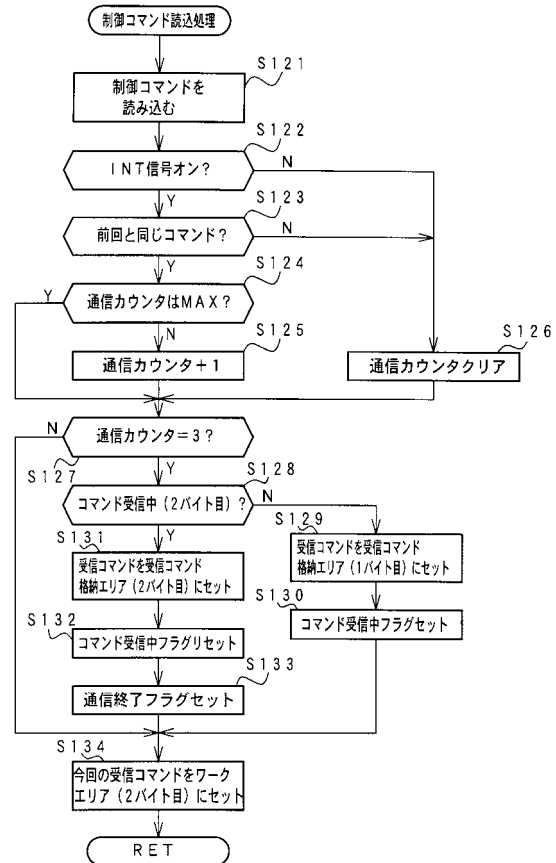 制御コマンド読込処理
S121
制御コマンドを
読み込む
S122
INT信号オン?
N
Y
S123
前回と同じコマンド?
N
Y
S124
通信カウンタはMAX?
Y
N
S125
通信カウンタ+1
S126
通信カウンタクリア
N
通信カウンタ=3?
S127
Y
S128
コマンド受信中(2バイト目)?
N
Y
S129
受信コマンドを受信コマンド
格納エリア(1バイト目)にセット
S130
コマンド受信中フラグセット
S131
受信コマンドを受信コマンド
格納エリア(2バイト目)にセット
S132
コマンド受信中フラグリセット
S133
通信終了フラグセット
S134
今回の受信コマンドをワーク
エリア(2バイト目)にセット
RET